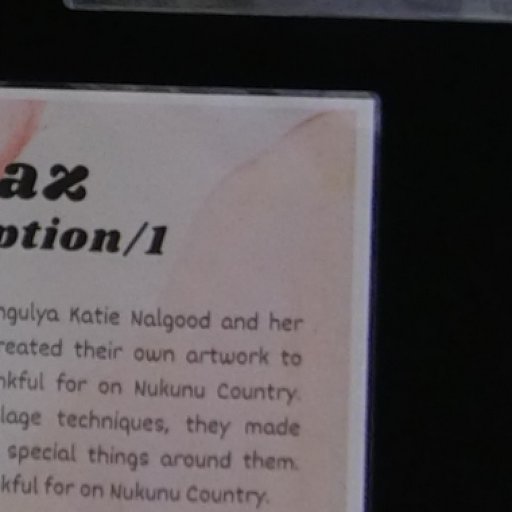 ax
ption/1
ngulya Katie Nalgood and her
reated their own artwork to
nkful for on Nukunu Country.
lage techniques, they made
special things around them.
kful for on Nukunu Country.